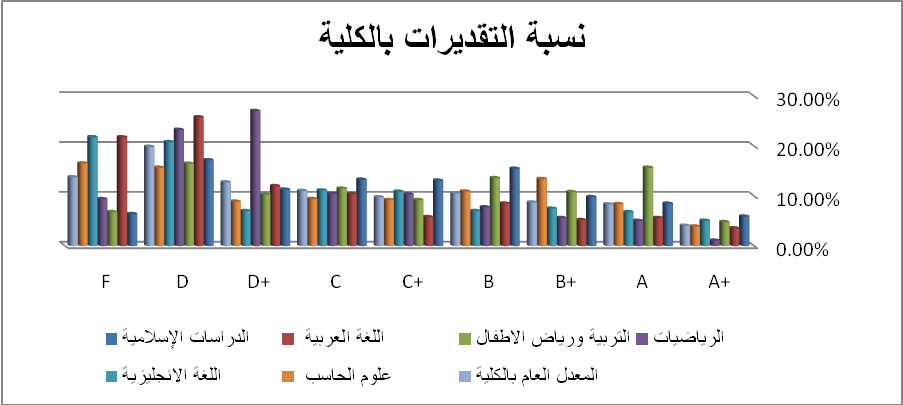 نسبة التقديرات بالكلية
30.00%
20.00%
10.00%
0.00%
F D D+ C C+ B B+ A A+
الدراسات الإسلامية اللغة العربية التربية ورياض الاطفال الرياضيات
اللغة الانجليزية علوم الحاسب المعدل العام بالكلية